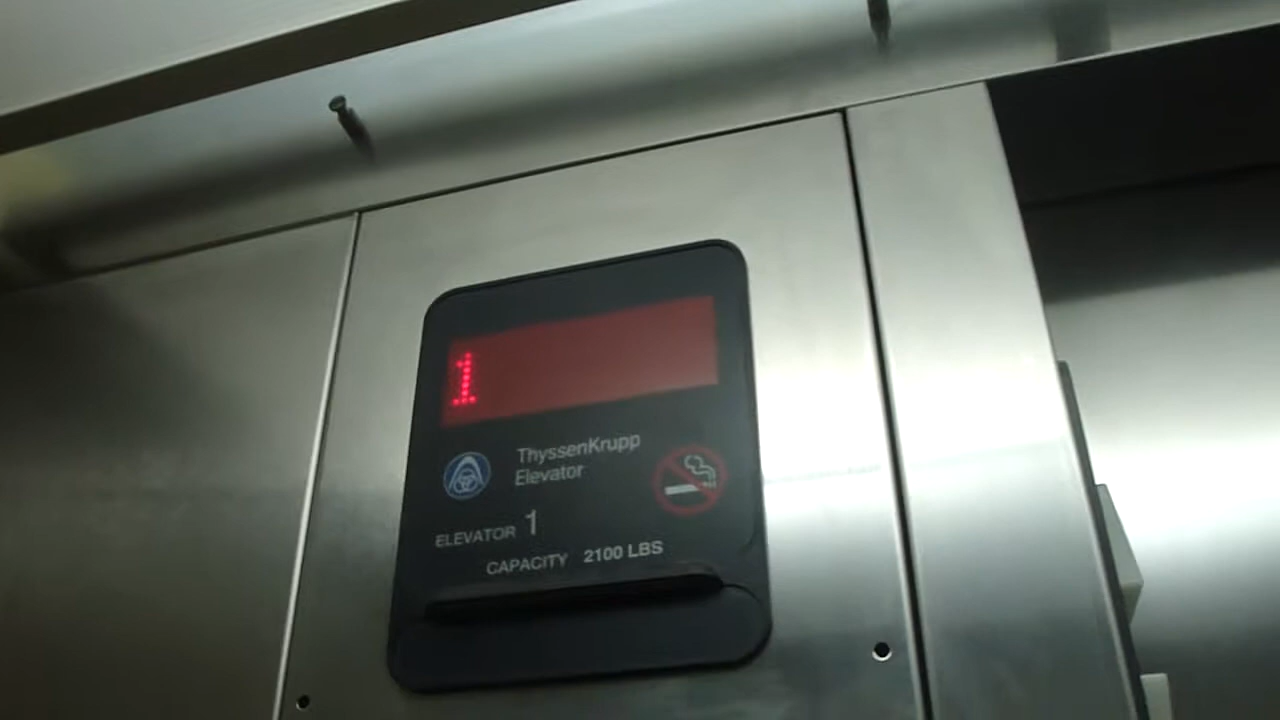 1
ThyssenKrupp
Elevator
ELEVATOR 1
CAPACITY 2100 LBS